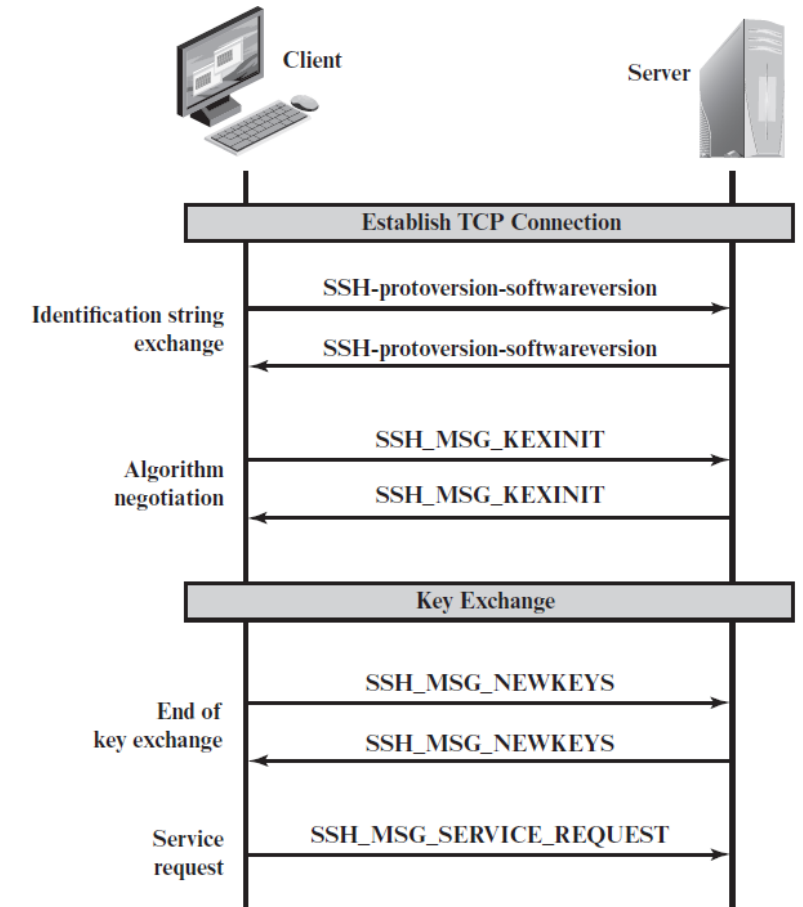 Client
Server
Establish TCP Connection
SSH-protoversion-softwareversion
Identification string
exchange
SSH-protoversion-softwareversion
SSH_MSG_KEXINIT
Algorithm
negotiation
SSH_MSG_KEXINIT
Key Exchange
SSH_MSG_NEWKEYS
End of
key exchange
SSH_MSG_NEWKEYS
SSH_MSG_SERVICE_REQUEST
Service
request